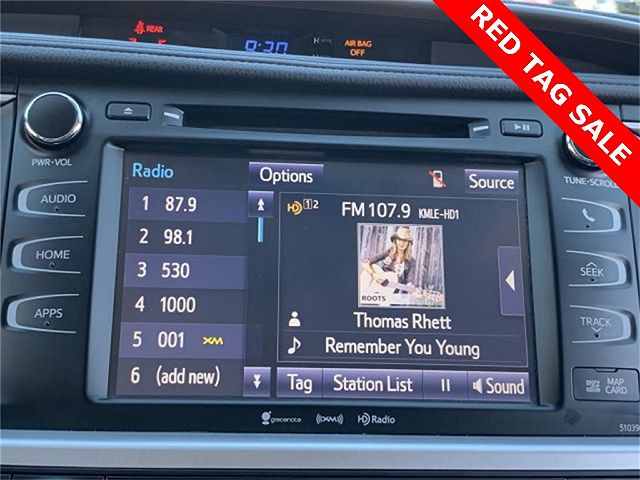 RED TAG SALE
REAR
8:30
AIR BAG
OFF
PWR•VOL
AUDIO
HOME
APPS
Radio
Options
Source
1 87.9
2 98.1
3 530
4 1000
5 001 XM
6 (add new)
HD 1 2
FM 107.9 KMLE-HD1
ROOTS
Thomas Rhett
Remember You Young
Tag
Station List
Sound
TUNE•SCROLL
SEEK
TRACK
MAP
CARD
gracenote
XM
HD Radio